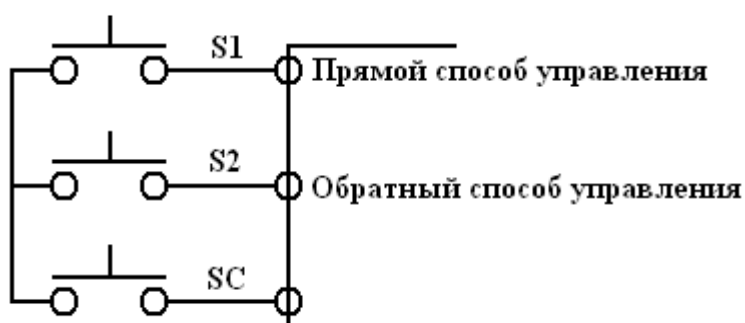 S1
Прямой способ управления
S2
Обратный способ управления
SC